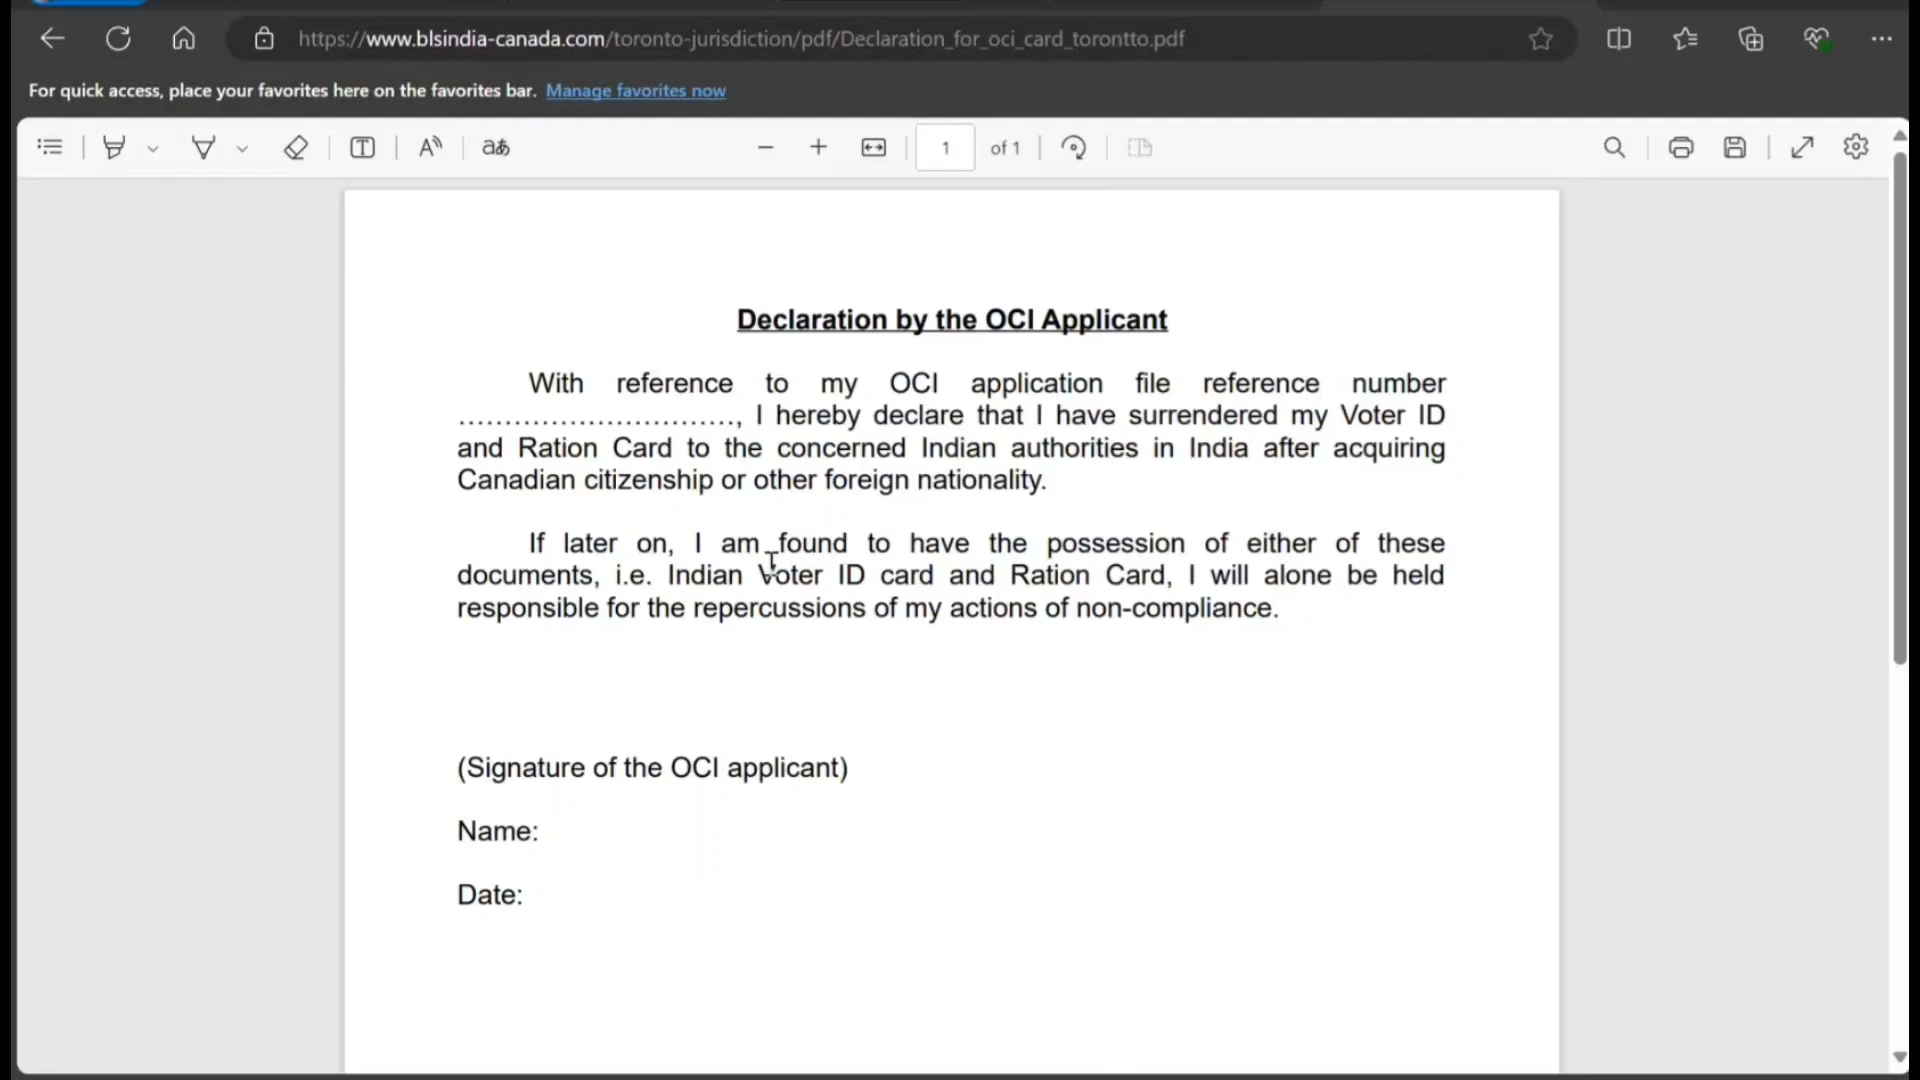 https://www.blsindia-canada.com/toronto-jurisdiction/pdf/Declaration_for_oci_card_torontto.pdf
For quick access, place your favorites here on the favorites bar. Manage favorites now
1 of 1
Declaration by the OCI Applicant
With reference to my OCI application file reference number
…………………………, I hereby declare that I have surrendered my Voter ID
and Ration Card to the concerned Indian authorities in India after acquiring
Canadian citizenship or other foreign nationality.
If later on, I am found to have the possession of either of these
documents, i.e. Indian Voter ID card and Ration Card, I will alone be held
responsible for the repercussions of my actions of non-compliance.
(Signature of the OCI applicant)
Name:
Date: